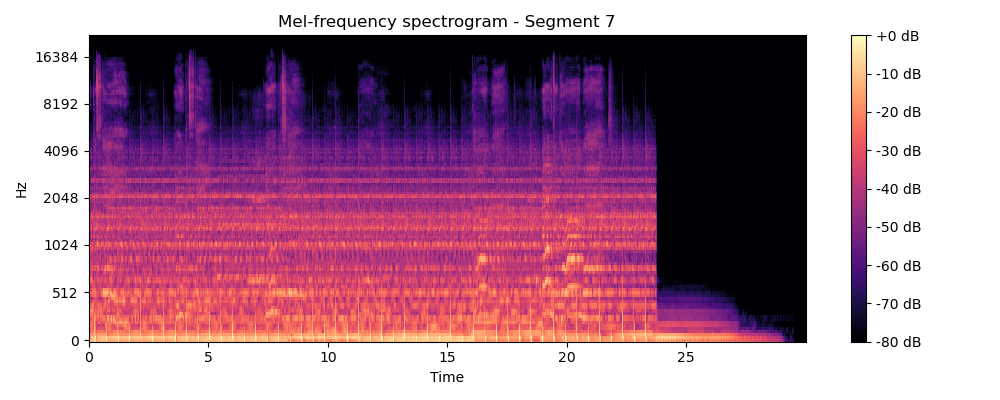 Mel-frequency spectrogram - Segment 7
16384
8192
4096
2048
1024
512
0
Hz
0 5 10 15 20 25
Time
+0 dB
-10 dB
-20 dB
-30 dB
-40 dB
-50 dB
-60 dB
-70 dB
-80 dB